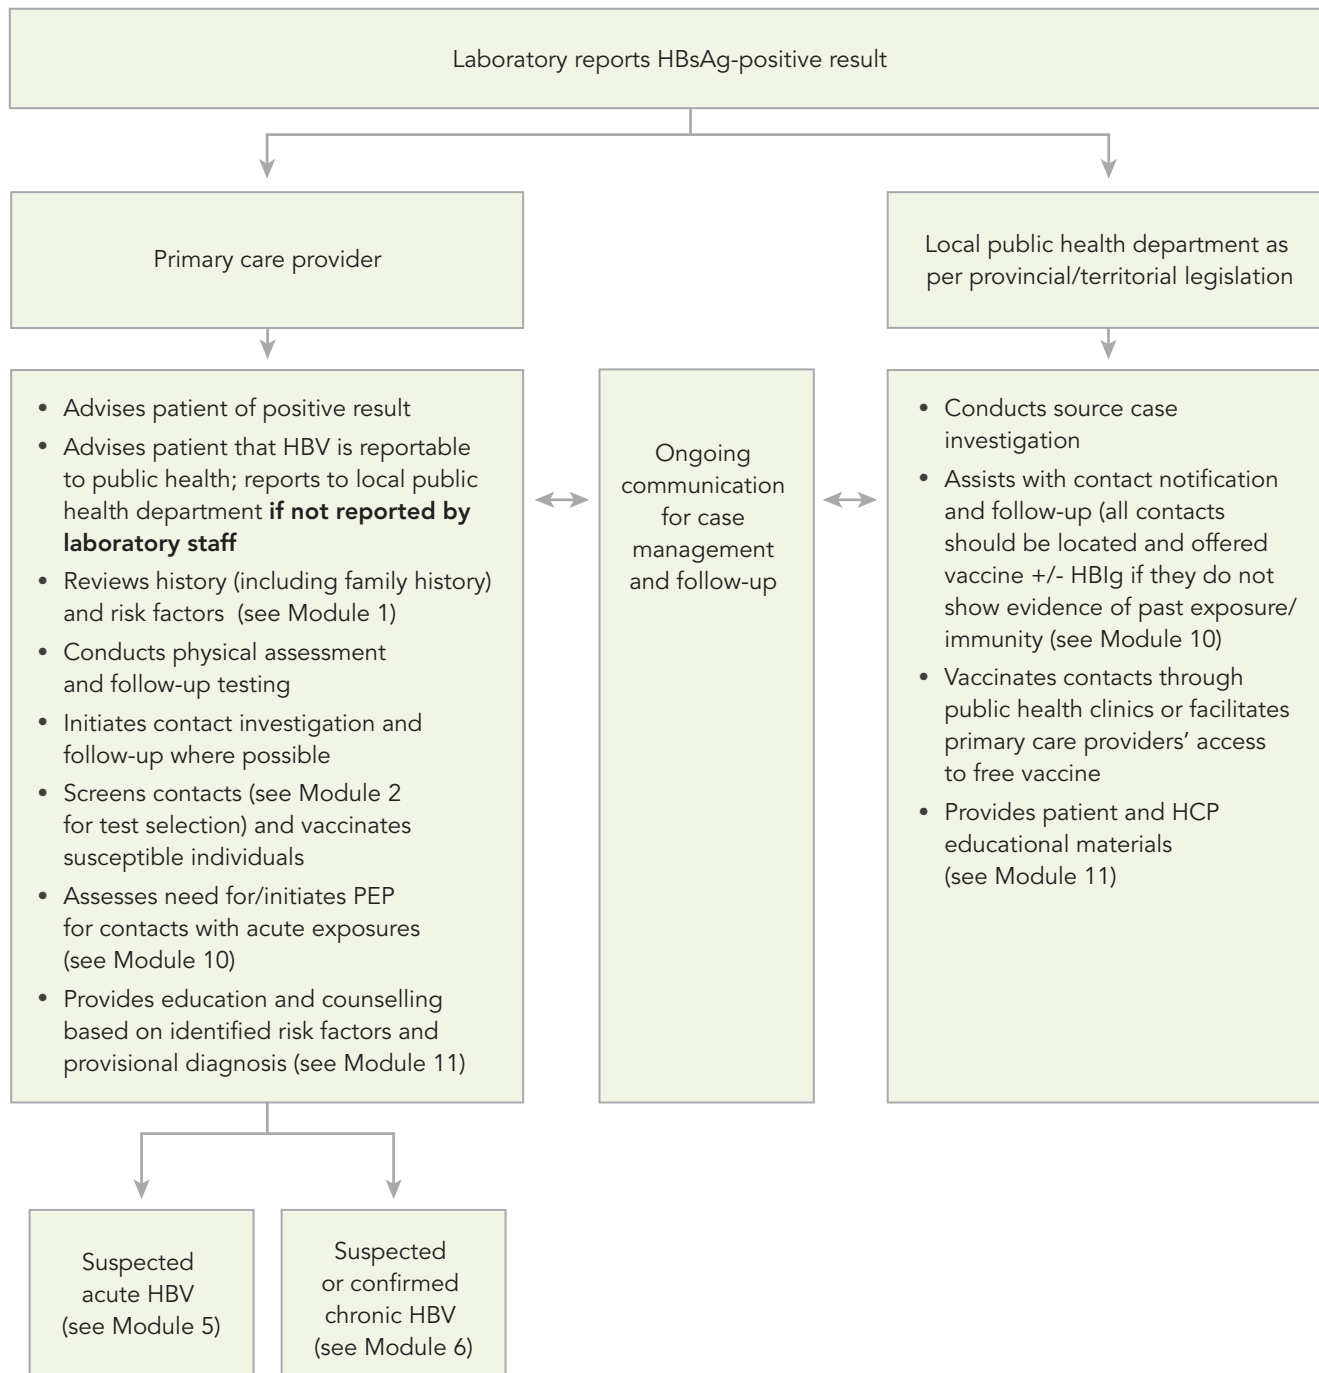 Laboratory reports HBsAg-positive result
Primary care provider
Local public health department as
per provincial/territorial legislation
• Advises patient of positive result
• Advises patient that HBV is reportable
to public health; reports to local public
health department if not reported by
laboratory staff
• Reviews history (including family history)
and risk factors (see Module 1)
• Conducts physical assessment
and follow-up testing
• Initiates contact investigation and
follow-up where possible
• Screens contacts (see Module 2
for test selection) and vaccinates
susceptible individuals
• Assesses need for/initiates PEP
for contacts with acute exposures
(see Module 10)
• Provides education and counselling
based on identified risk factors and
provisional diagnosis (see Module 11)
Ongoing
communication
for case
management
and follow-up
• Conducts source case
investigation
• Assists with contact notification
and follow-up (all contacts
should be located and offered
vaccine +/- HBIg if they do not
show evidence of past exposure/
immunity (see Module 10)
• Vaccinates contacts through
public health clinics or facilitates
primary care providers’ access
to free vaccine
• Provides patient and HCP
educational materials
(see Module 11)
Suspected
acute HBV
(see Module 5)
Suspected
or confirmed
chronic HBV
(see Module 6)